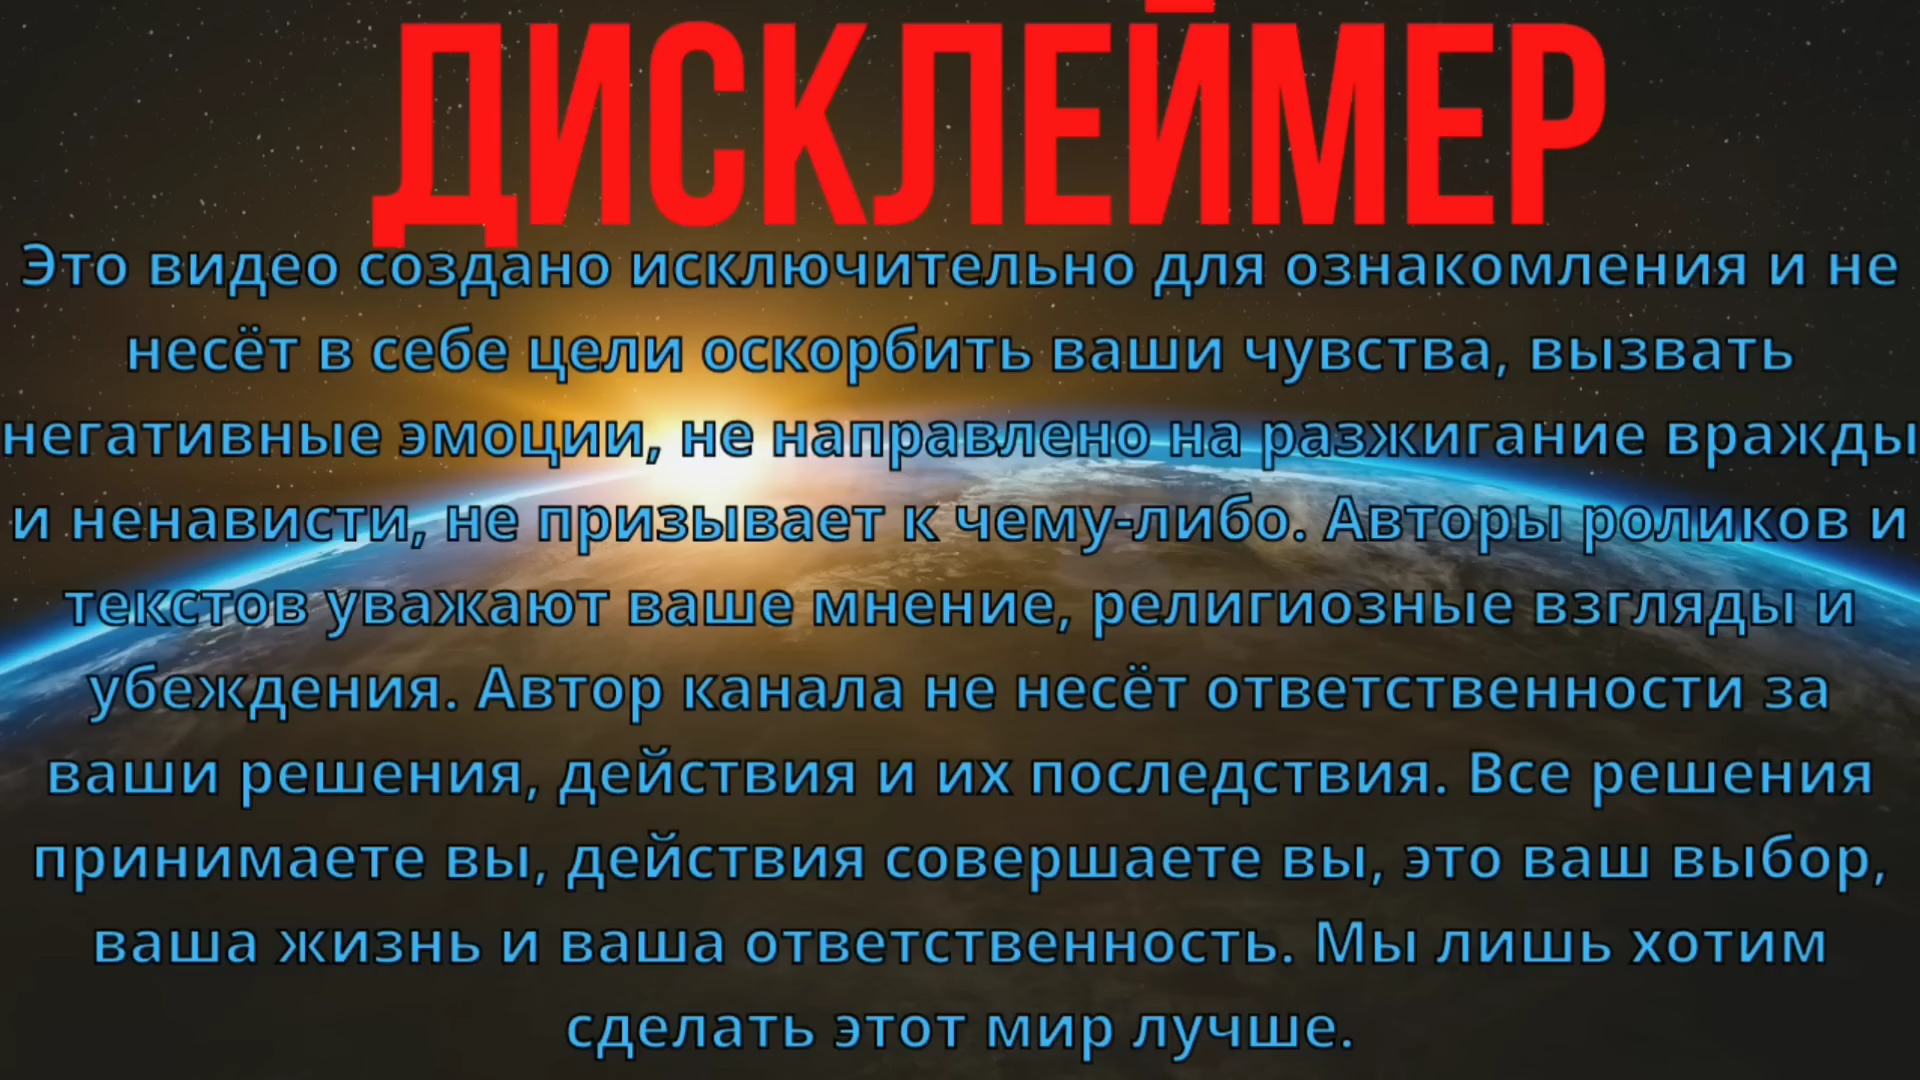 ДИСКЛЕЙМЕР
Это видео создано исключительно для ознакомления и не
несёт в себе цели оскорбить ваши чувства, вызвать
негативные эмоции, не направлено на разжигание вражды
и ненависти, не призывает к чему-либо. Авторы роликов и
текстов уважают ваше мнение, религиозные взгляды и
убеждения. Автор канала не несёт ответственности за
ваши решения, действия и их последствия. Все решения
принимаете вы, действия совершаете вы, это ваш выбор,
ваша жизнь и ваша ответственность. Мы лишь хотим
сделать этот мир лучше.